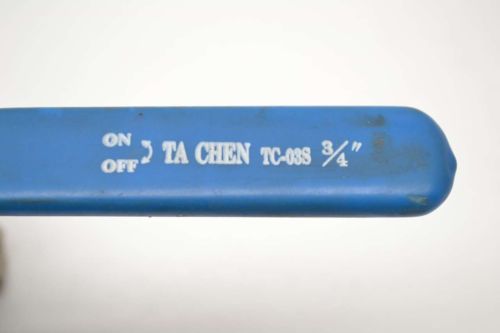 ON
OFF
TA CHEN TC-03S 3/4"